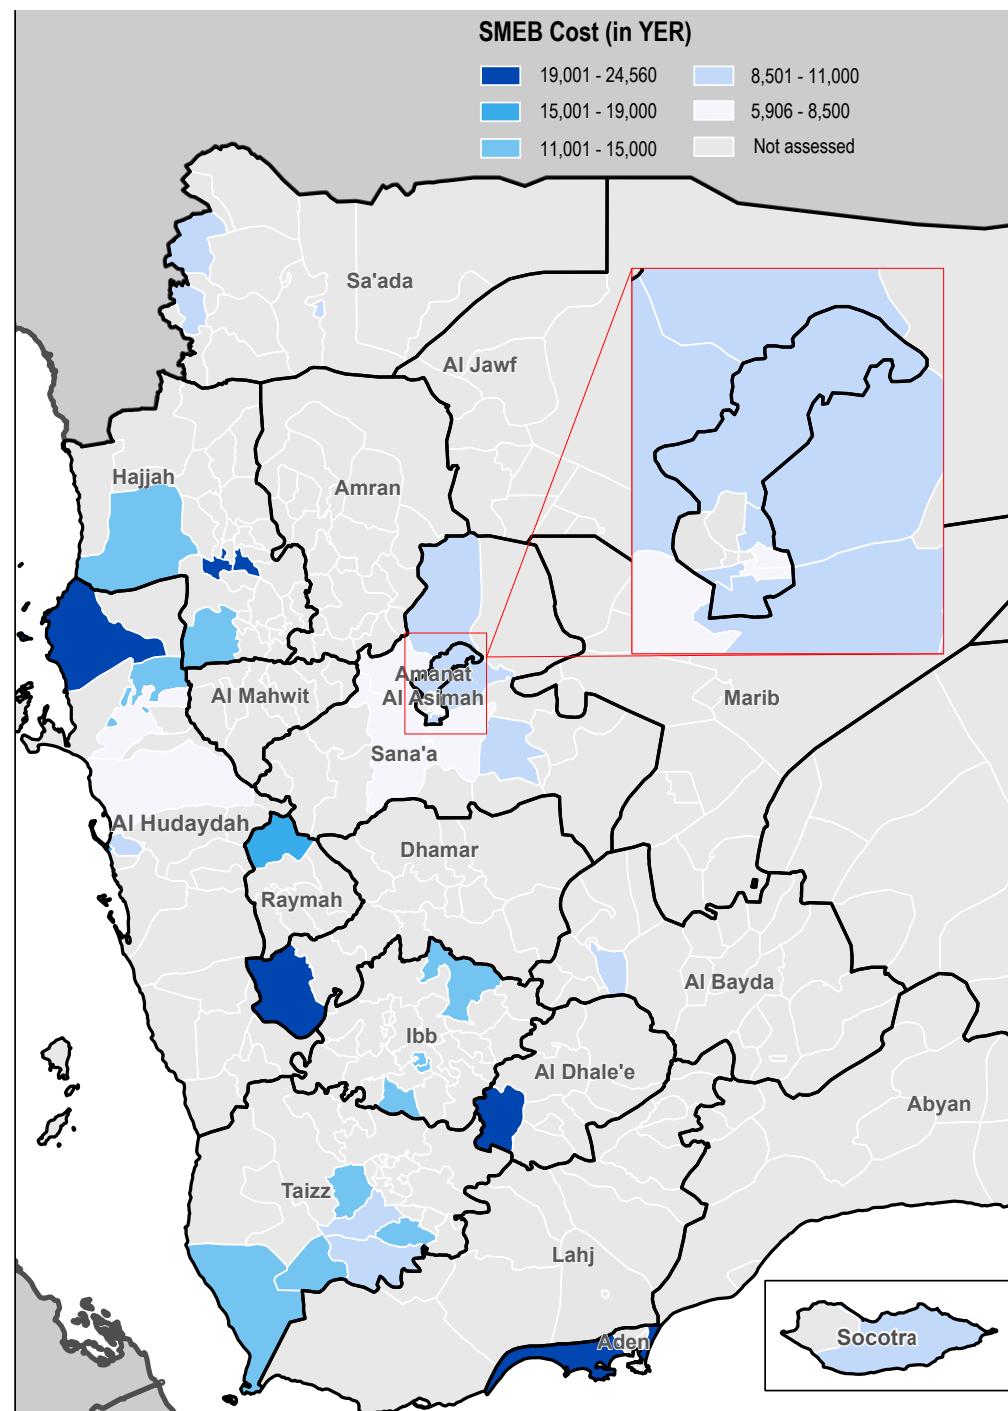 SMEB Cost (in YER)
19,001 - 24,560
8,501 - 11,000
15,001 - 19,000
5,906 - 8,500
11,001 - 15,000
Not assessed
Sa'ada
Al Jawf
Hajjah
Amran
Amanat
Al Asimah
Al Mahwit
Marib
Sana'a
Al Hudaydah
Dhamar
Raymah
Al Bayda
Ibb
Al Dhale'e
Abyan
Taizz
Lahj
Aden
Socotra